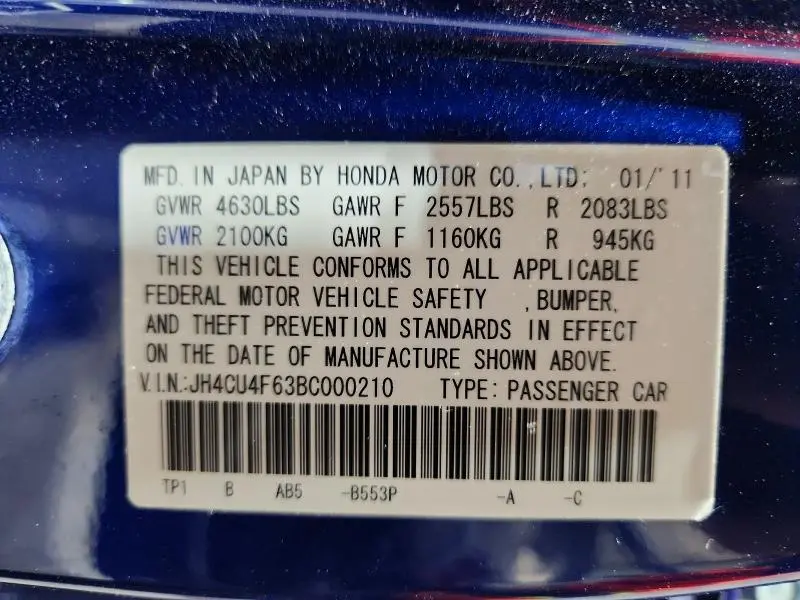 MFD. IN JAPAN BY HONDA MOTOR CO., LTD: 01/'11
GVWR 4630LBS GAWR F 2557LBS R 2083LBS
GVWR 2100KG GAWR F 1160KG R 945KG
THIS VEHICLE CONFORMS TO ALL APPLICABLE
FEDERAL MOTOR VEHICLE SAFETY , BUMPER,
AND THEFT PREVENTION STANDARDS IN EFFECT
ON THE DATE OF MANUFACTURE SHOWN ABOVE.
V.I.N.:JH4CU4F63BC000210 TYPE: PASSENGER CAR
TP1 B AB5 -B553P -A -C